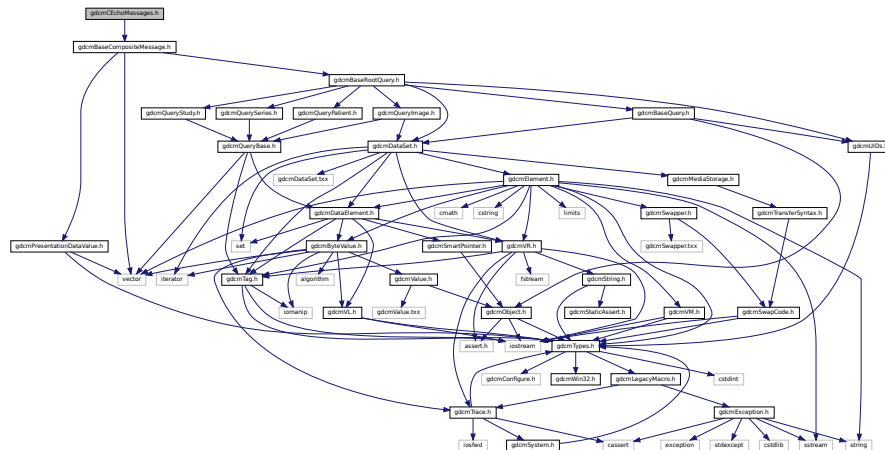 gdcmCEchoMessages.h
gdcmBaseCompositeMessage.h
gdcmBaseRootQuery.h
gdcmQueryStudy.h
gdcmQuerySeries.h
gdcmQueryPatient.h
gdcmQueryImage.h
gdcmBaseQuery.h
gdcmQueryBase.h
gdcmDataSet.h
gdcmUIDs.h
gdcmDataSet.txx
gdcmElement.h
gdcmMediaStorage.h
gdcmDataElement.h
cmath
cstring
limits
gdcmSwapper.h
gdcmTransferSyntax.h
gdcmPresentationDataValue.h
set
gdcmByteValue.h
gdcmSmartPointer.h
gdcmVR.h
gdcmSwapper.txx
vector
iterator
gdcmTag.h
algorithm
gdcmValue.h
fstream
gdcmString.h
iomanip
gdcmVL.h
gdcmValue.txx
gdcmObject.h
gdcmStaticAssert.h
gdcmVM.h
gdcmSwapCode.h
assert.h
iostream
gdcmTypes.h
gdcmConfigure.h
gdcmWin32.h
gdcmLegacyMacro.h
cstdint
gdcmTrace.h
gdcmException.h
iosfwd
gdcmSystem.h
cassert
exception
stdexcept
cstdlib
sstream
string